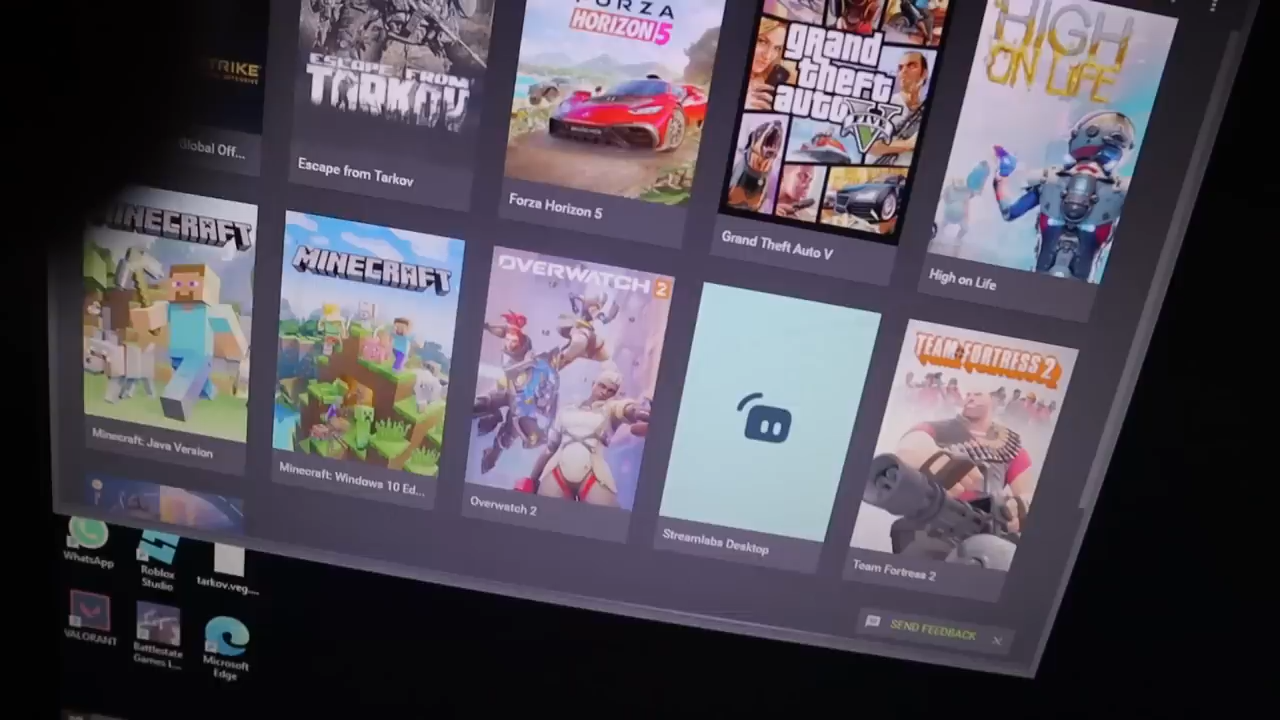 TRIKE
Global Off...
ESCAPE FROM
TARKOV
Escape from Tarkov
FORZA
HORIZON 5
Forza Horizon 5
grand
theft
auto
FIVE
Grand Theft Auto V
HIGH
ON LIFE
High on Life
MINECRAFT
Minecraft: Java Version
MINECRAFT
Minecraft: Windows 10 Ed...
OVERWATCH 2
Overwatch 2
Streamlabs Desktop
TEAM FORTRESS 2
Team Fortress 2
SEND FEEDBACK
WhatsApp
Roblox
Studio
tarkov.veg....
VALORANT
Battlestate
Games L...
Microsoft
Edge